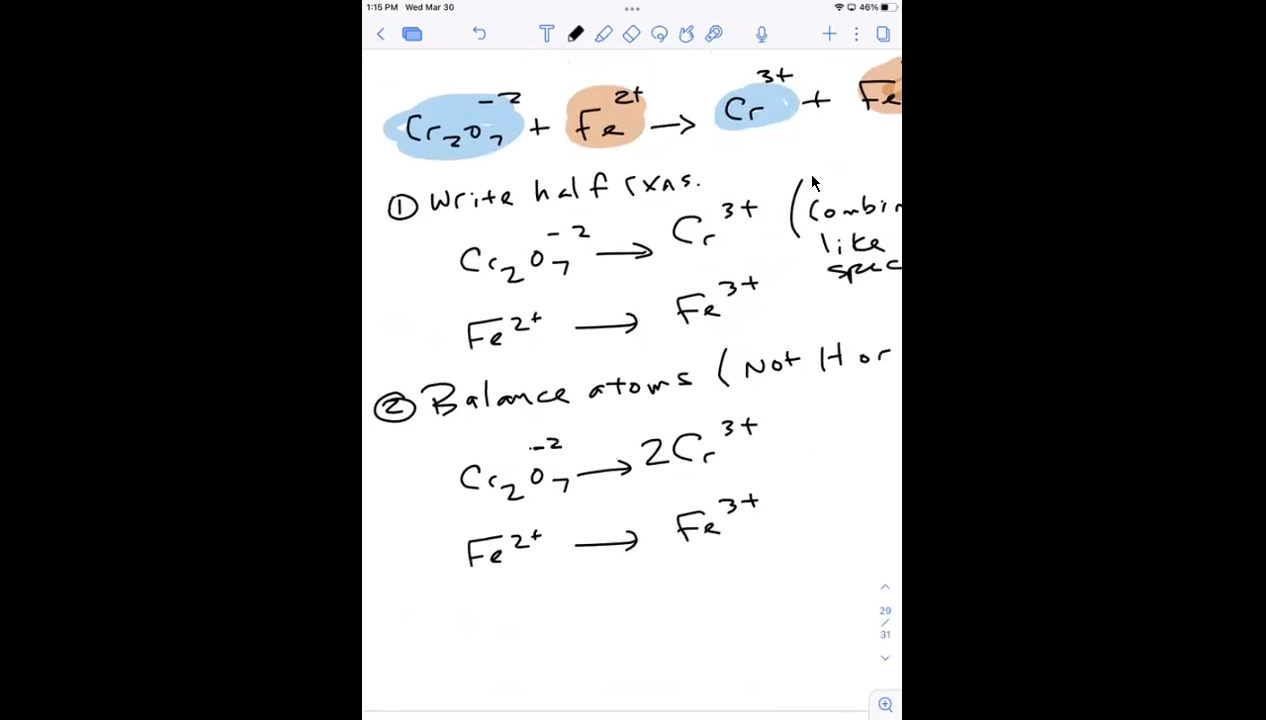 1:15 PM Wed Mar 30
46%
Cr₂O₇⁻² + Fe²⁺ → Cr³⁺ + Fe
① Write half rxns.
Cr₂O₇⁻² → Cr³⁺ (Combin
like
spec
Fe²⁺ → Fe³⁺
② Balance atoms (Not H or
Cr₂O₇⁻² → 2Cr³⁺
Fe²⁺ → Fe³⁺
29
/
31